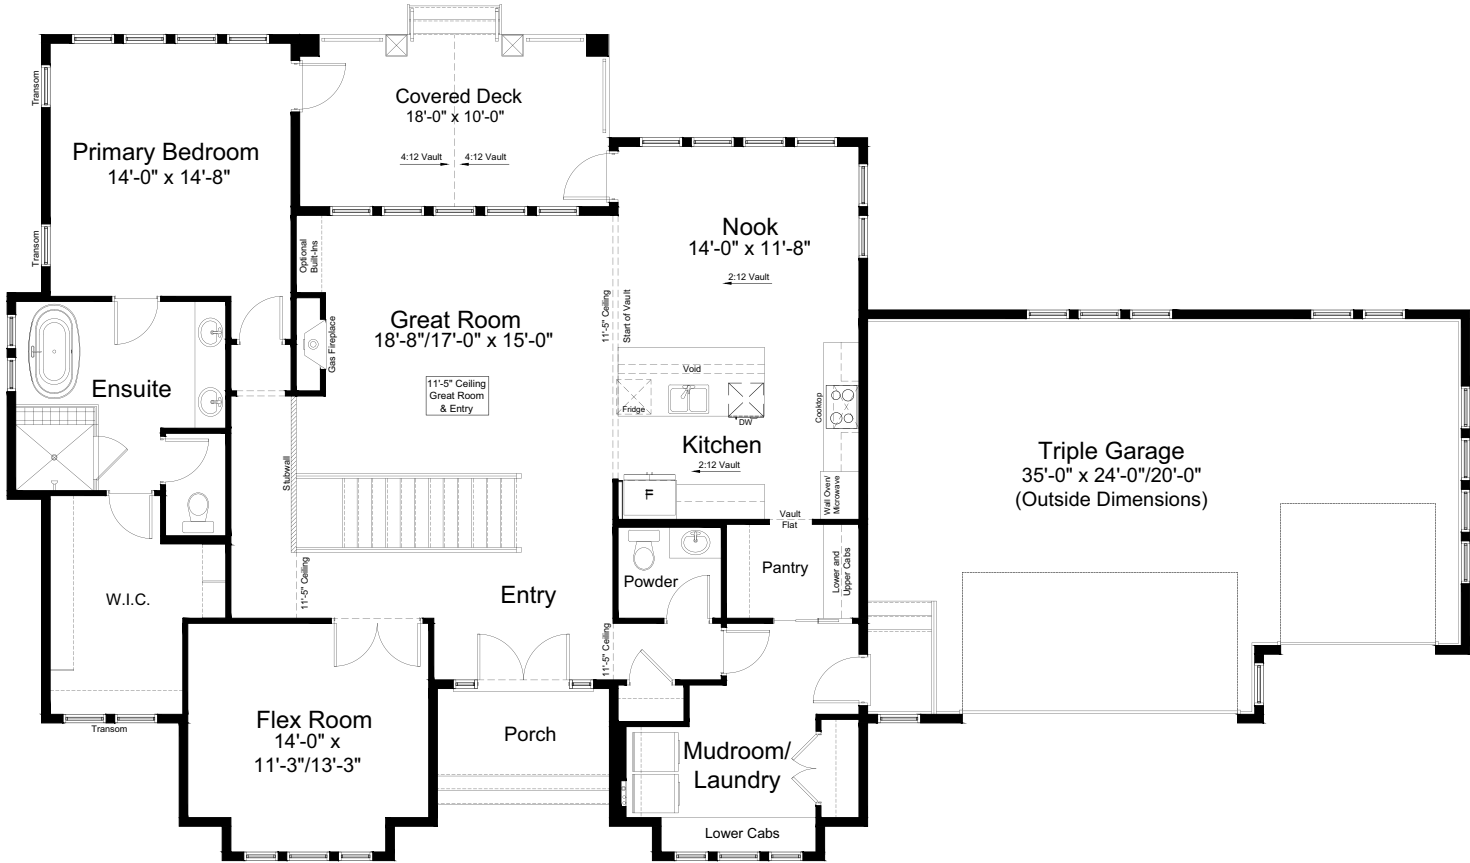 Transom
Covered Deck
18'-0" x 10'-0"
Primary Bedroom
14'-0" x 14'-8"
4:12 Vault
4:12 Vault
Transom
Optional
Built-Ins
Nook
14'-0" x 11'-8"
2:12 Vault
11'-5" Ceiling
Start of Vault
Great Room
18'-8"/17'-0" x 15'-0"
Gas Fireplace
11'-5" Ceiling
Great Room
& Entry
Ensuite
Void
Fridge
DW
Cooktop
Kitchen
2:12 Vault
Triple Garage
35'-0" x 24'-0"/20'-0"
(Outside Dimensions)
Stubwall
Wall Oven/
Microwave
Vault
Flat
Powder
Pantry
Lower and
Upper Cabs
W.I.C.
11'-5" Ceiling
Entry
11'-5" Ceiling
Transom
Flex Room
14'-0" x
11'-3"/13'-3"
Porch
Mudroom/
Laundry
Lower Cabs